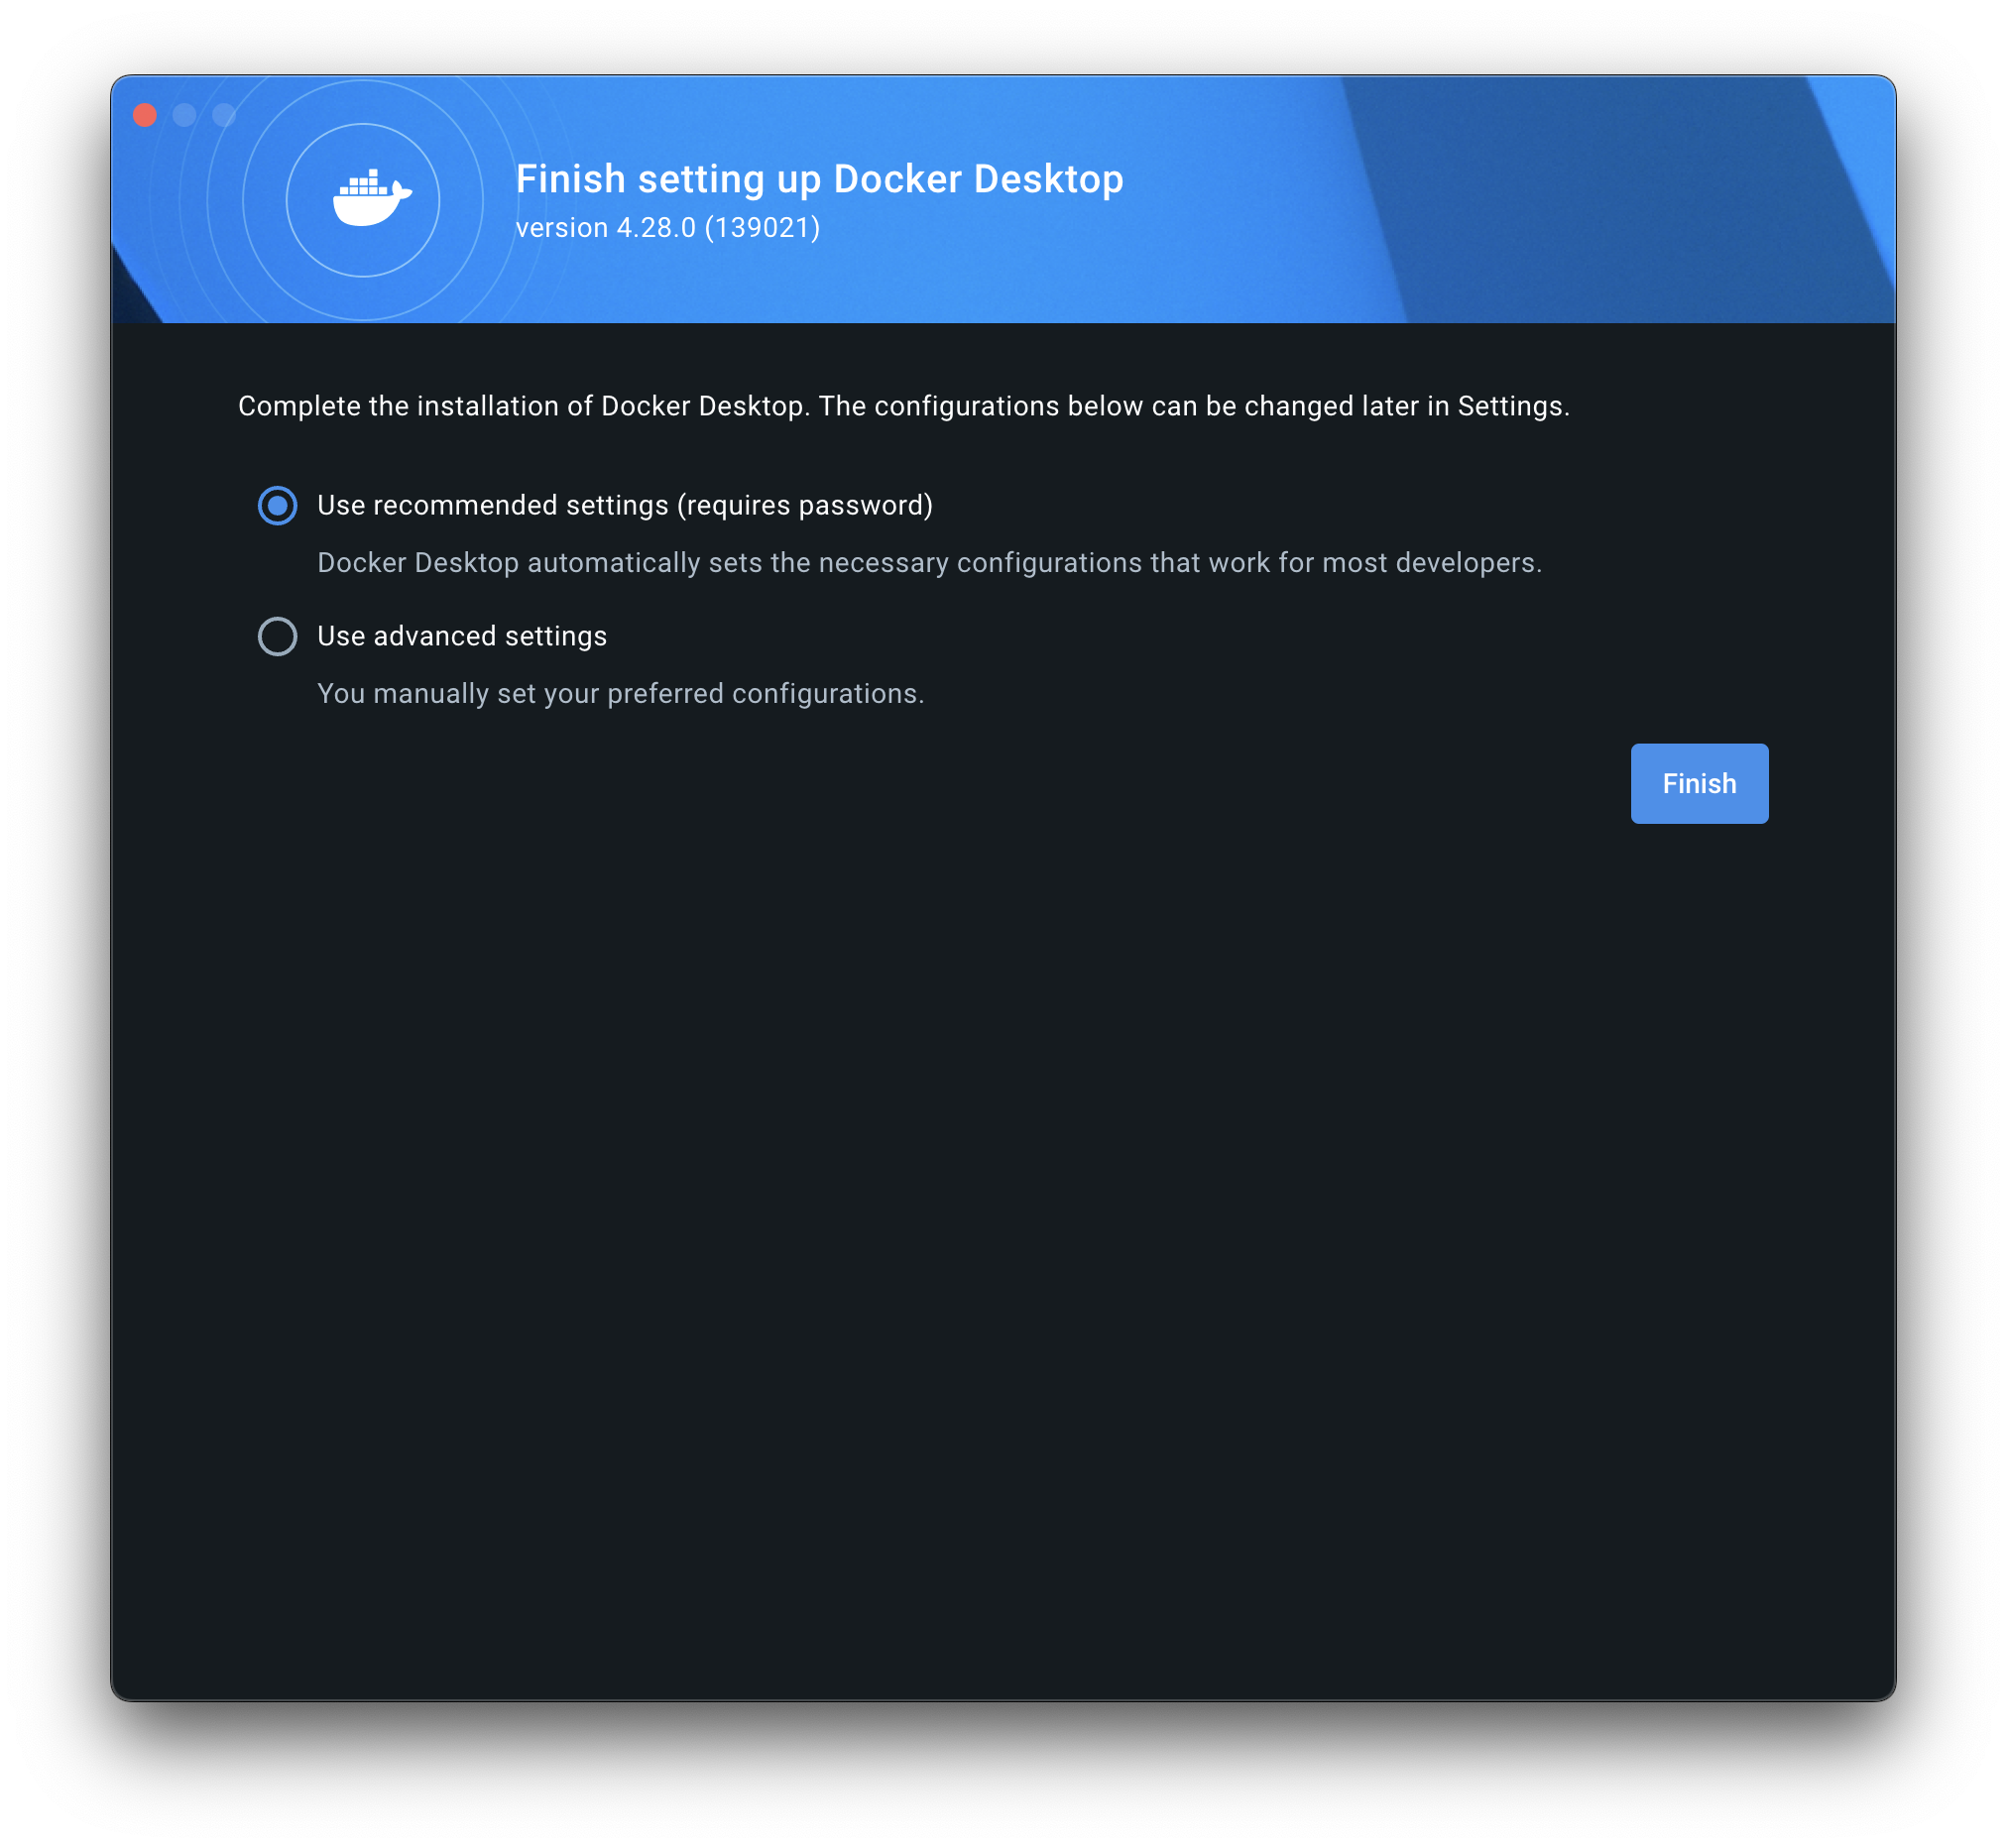 Finish setting up Docker Desktop
version 4.28.0 (139021)
Complete the installation of Docker Desktop. The configurations below can be changed later in Settings.
Use recommended settings (requires password)
Docker Desktop automatically sets the necessary configurations that work for most developers.
Use advanced settings
You manually set your preferred configurations.
Finish